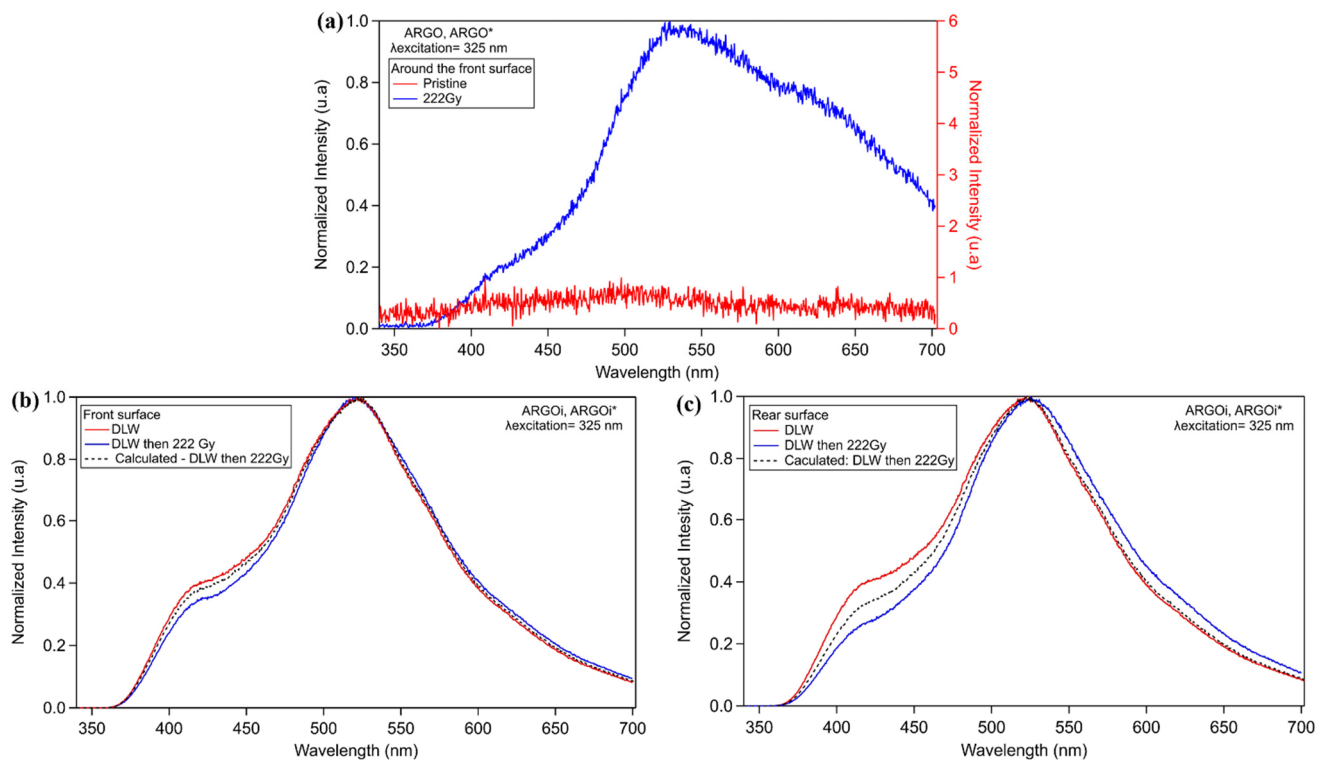 (a)
ARGO, ARGO*
λexcitation= 325 nm
Around the front surface
Pristine
222Gy
Normalized Intensity (u.a)
1.0
0.8
0.6
0.4
0.2
0.0
6
5
4
3
2
1
0
Normalized Intensity (u.a)
350 400 450 500 550 600 650 700
Wavelength (nm)
(b)
Front surface
DLW
DLW then 222 Gy
Calculated - DLW then 222Gy
ARGOi, ARGOi*
λexcitation= 325 nm
Normalized Intensity (u.a)
1.0
0.8
0.6
0.4
0.2
0.0
350 400 450 500 550 600 650 700
Wavelength (nm)
(c)
Rear surface
DLW
DLW then 222Gy
Caculated: DLW then 222Gy
ARGOi, ARGOi*
λexcitation= 325 nm
Normalized Intesity (u.a)
1.0
0.8
0.6
0.4
0.2
0.0
350 400 450 500 550 600 650 700
Wavelength (nm)